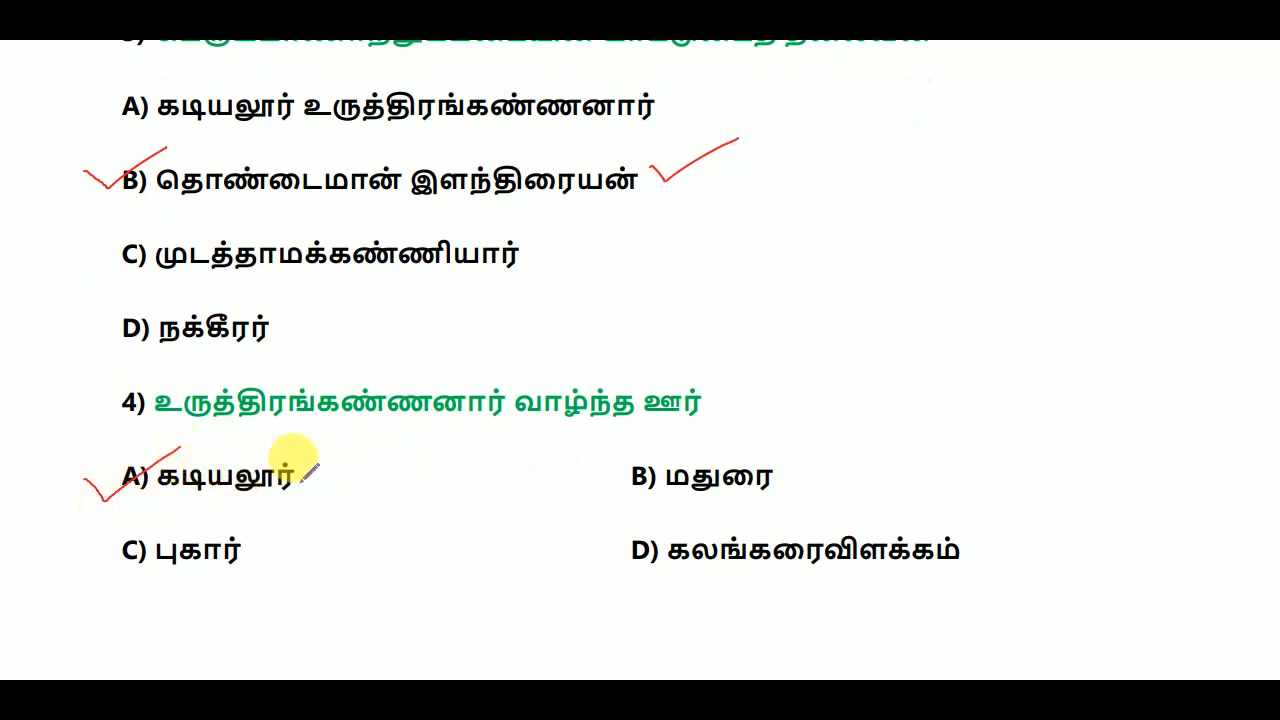 A) கடியலூர் உருத்திரங்கண்ணனார்
B) தொண்டைமான் இளந்திரையன்
C) முடத்தாமக்கண்ணியார்
D) நக்கீரர்
4) உருத்திரங்கண்ணனார் வாழ்ந்த ஊர்
A) கடியலூர் B) மதுரை
C) புகார் D) கலங்கரைவிளக்கம்